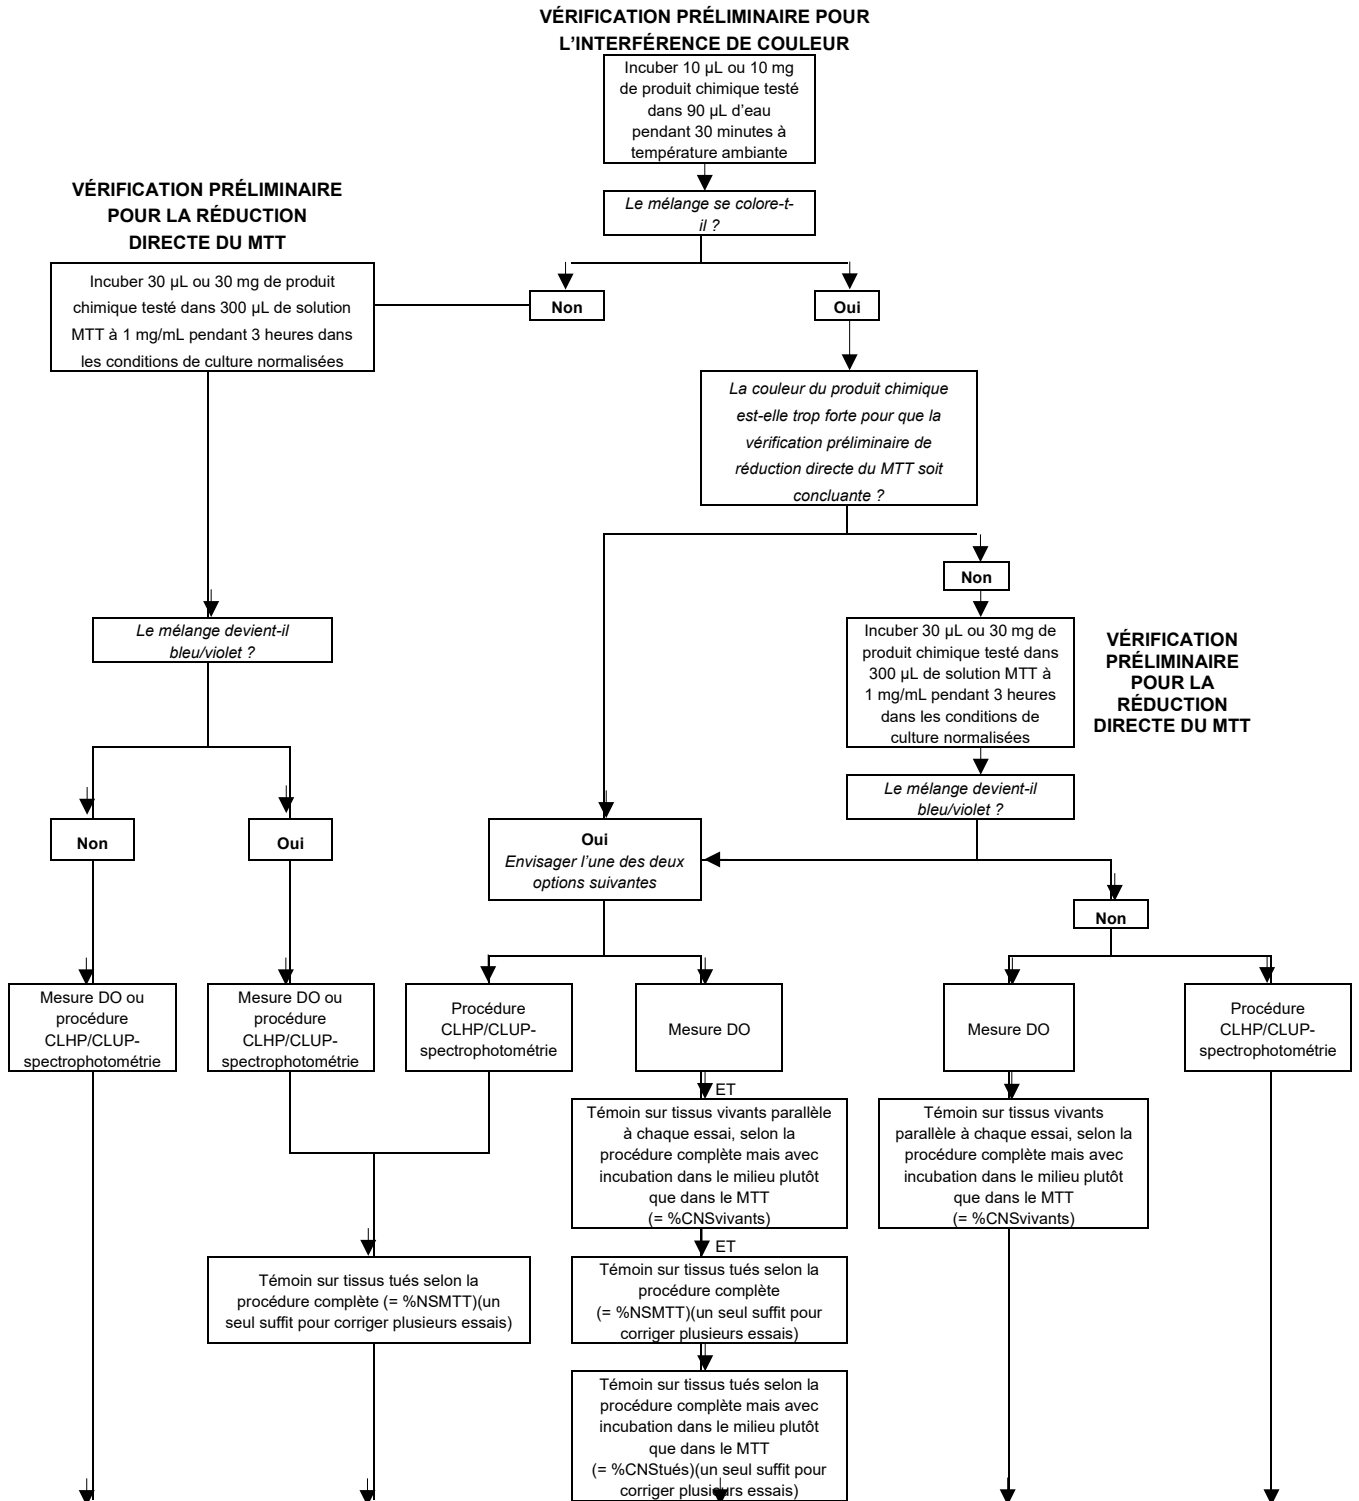 VÉRIFICATION PRÉLIMINAIRE POUR
L'INTERFÉRENCE DE COULEUR
Incuber 10 µL ou 10 mg
de produit chimique testé
dans 90 µL d'eau
pendant 30 minutes à
température ambiante
Le mélange se colore-t-
il ?
VÉRIFICATION PRÉLIMINAIRE
POUR LA RÉDUCTION
DIRECTE DU MTT
Incuber 30 µL ou 30 mg de produit
chimique testé dans 300 µL de solution
MTT à 1 mg/mL pendant 3 heures dans
les conditions de culture normalisées
Non
Oui
La couleur du produit chimique
est-elle trop forte pour que la
vérification préliminaire de
réduction directe du MTT soit
concluante ?
Non
Le mélange devient-il
bleu/violet ?
Incuber 30 µL ou 30 mg de
produit chimique testé dans
300 µL de solution MTT à
1 mg/mL pendant 3 heures
dans les conditions de
culture normalisées
VÉRIFICATION
PRÉLIMINAIRE
POUR LA
RÉDUCTION
DIRECTE DU MTT
Le mélange devient-il
bleu/violet ?
Non
Oui
Oui
Envisager l'une des deux
options suivantes
Non
Mesure DO ou
procédure
CLHP/CLUP-
spectrophotométrie
Mesure DO ou
procédure
CLHP/CLUP-
spectrophotométrie
Procédure
CLHP/CLUP-
spectrophotométrie
Mesure DO
Mesure DO
Procédure
CLHP/CLUP-
spectrophotométrie
ET
Témoin sur tissus vivants parallèle
à chaque essai, selon la
procédure complète mais avec
incubation dans le milieu plutôt
que dans le MTT
(= %CNSvivants)
Témoin sur tissus vivants
parallèle à chaque essai, selon la
procédure complète mais avec
incubation dans le milieu plutôt
que dans le MTT
(= %CNSvivants)
ET
Témoin sur tissus tués selon la
procédure complète (= %NSMTT)(un
seul suffit pour corriger plusieurs essais)
Témoin sur tissus tués selon la
procédure complète
(= %NSMTT)(un seul suffit pour
corriger plusieurs essais)
Témoin sur tissus tués selon la
procédure complète mais avec
incubation dans le milieu plutôt
que dans le MTT
(= %CNStués)(un seul suffit pour
corriger plusieurs essais)